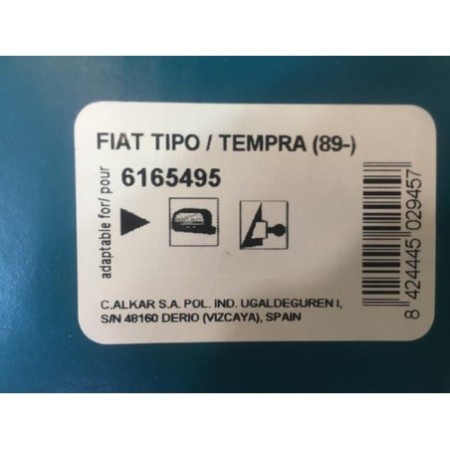 FIAT TIPO / TEMPRA (89-)
adaptable for/ pour
6165495
C.ALKAR S.A. POL. IND. UGALDEGUREN I,
S/N 48160 DERIO (VIZCAYA), SPAIN
8 424445 029457